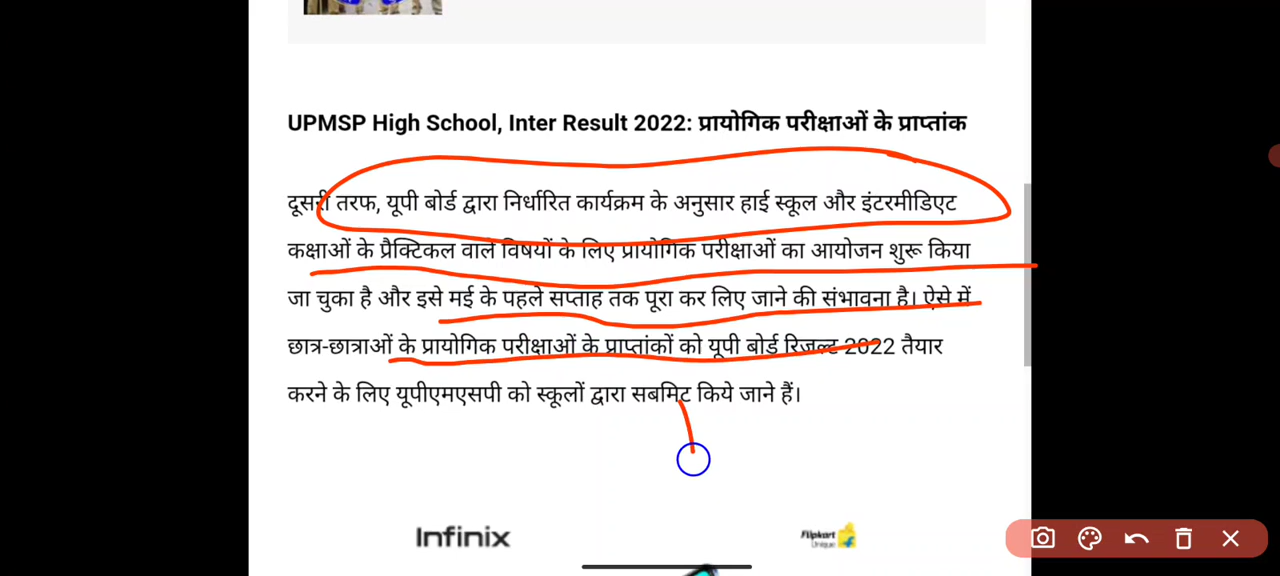 UPMSP High School, Inter Result 2022: प्रायोगिक परीक्षाओं के प्राप्तांक
दूसरी तरफ, यूपी बोर्ड द्वारा निर्धारित कार्यक्रम के अनुसार हाई स्कूल और इंटरमीडिएट
कक्षाओं के प्रैक्टिकल वाले विषयों के लिए प्रायोगिक परीक्षाओं का आयोजन शुरू किया
जा चुका है और इसे मई के पहले सप्ताह तक पूरा कर लिए जाने की संभावना है। ऐसे में
छात्र-छात्राओं के प्रायोगिक परीक्षाओं के प्राप्तांकों को यूपी बोर्ड रिजल्ट 2022 तैयार
करने के लिए यूपीएमएसपी को स्कूलों द्वारा सबमिट किये जाने हैं।
Infinix
Flipkart
Unique